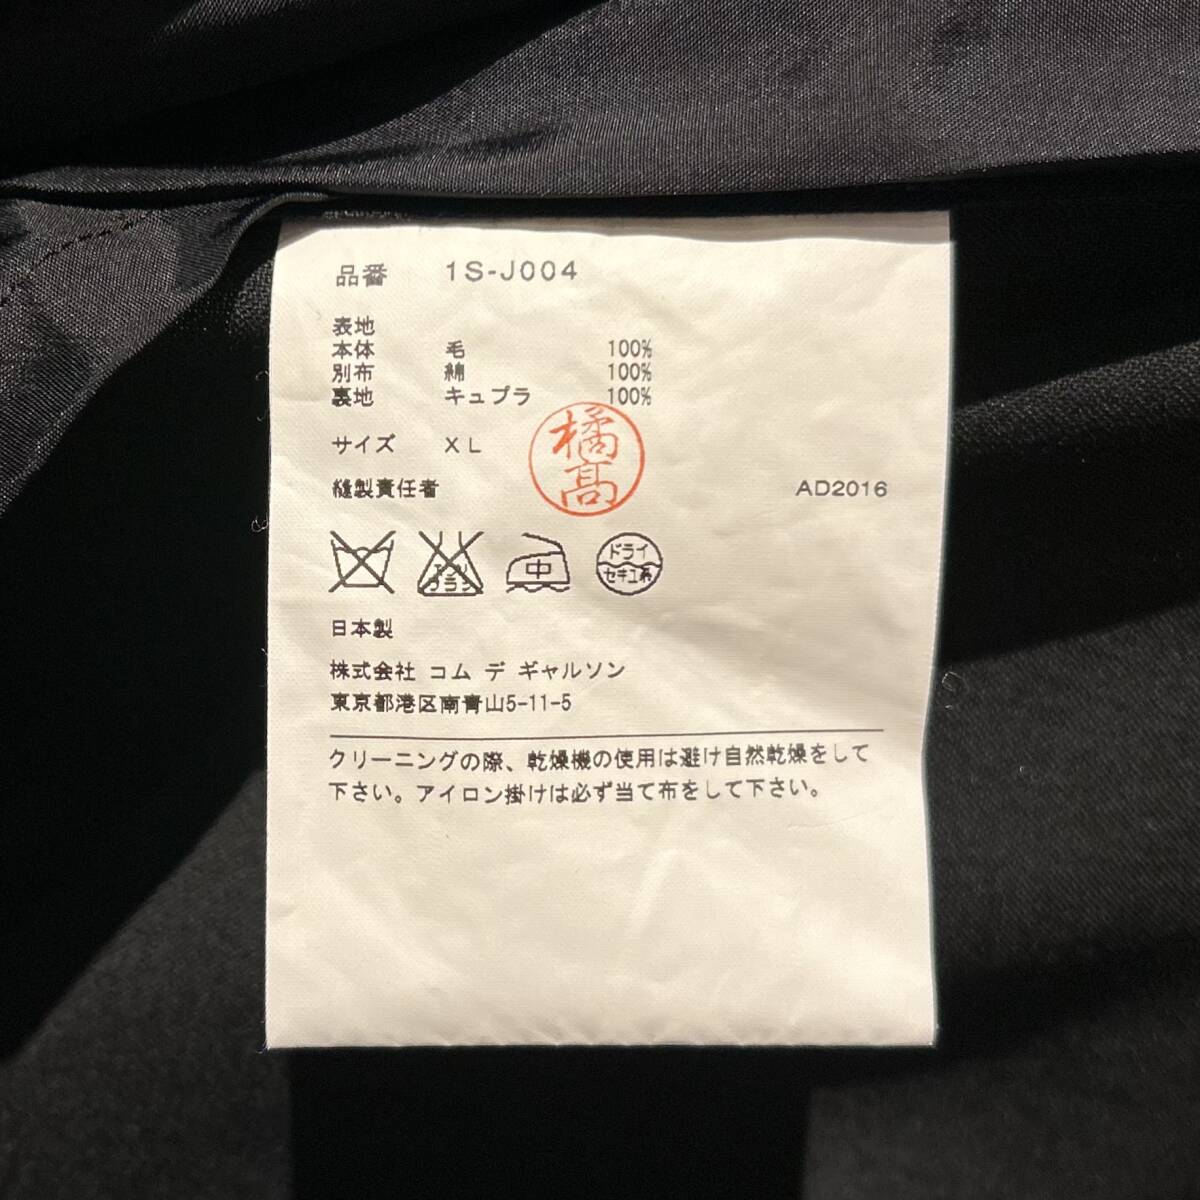 品番 1S-J004
表地
本体 毛 100%
別布 綿 100%
裏地 キュプラ 100%
サイズ XL
橘高
縫製責任者 AD2016
中
ドライ
セキユ系
日本製
株式会社 コム デ ギャルソン
東京都港区南青山5-11-5
クリーニングの際、乾燥機の使用は避け自然乾燥をして
下さい。アイロン掛けは必ず当て布をして下さい。